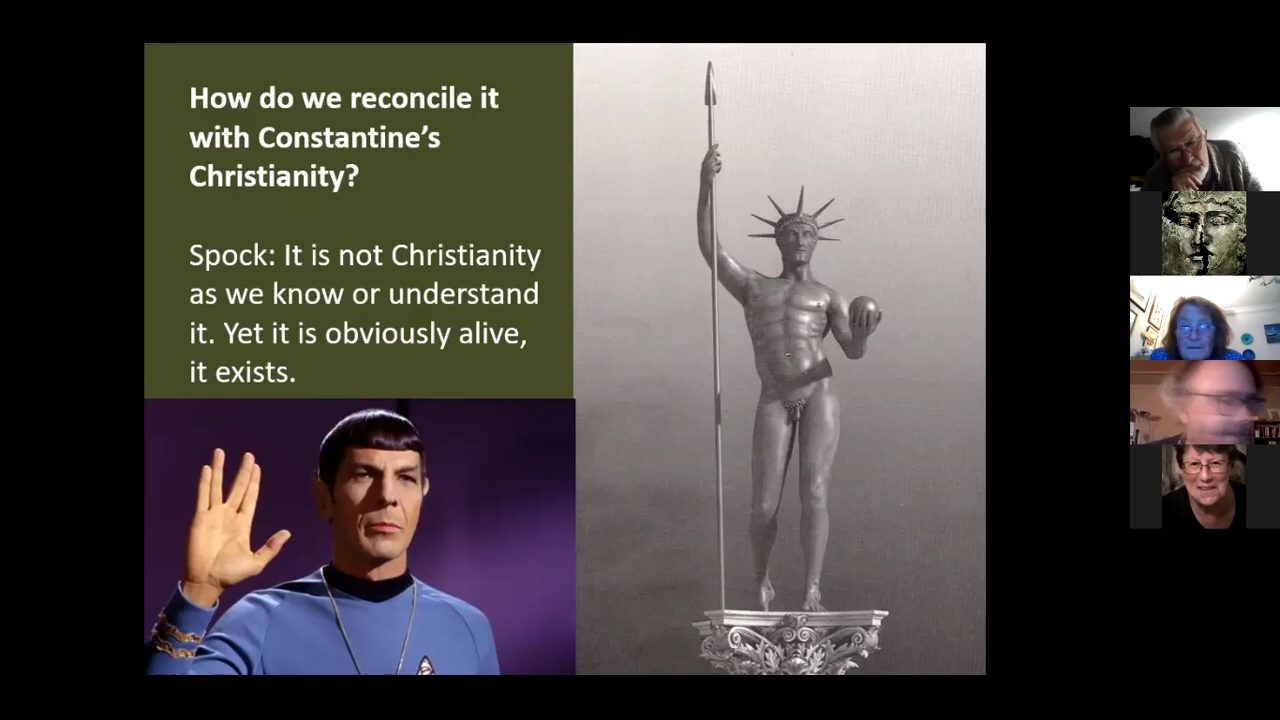 How do we reconcile it
with Constantine’s
Christianity?
Spock: It is not Christianity
as we know or understand
it. Yet it is obviously alive,
it exists.